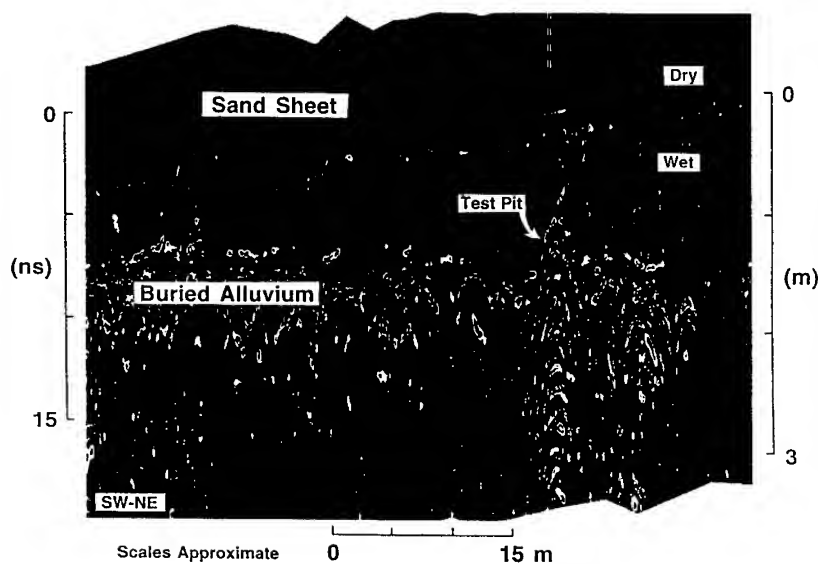 Dry
0
0
Sand Sheet
Wet
Test Pit
(ns)
(m)
Buried Alluvium
15
3
SW-NE
Scales Approximate
0
15 m